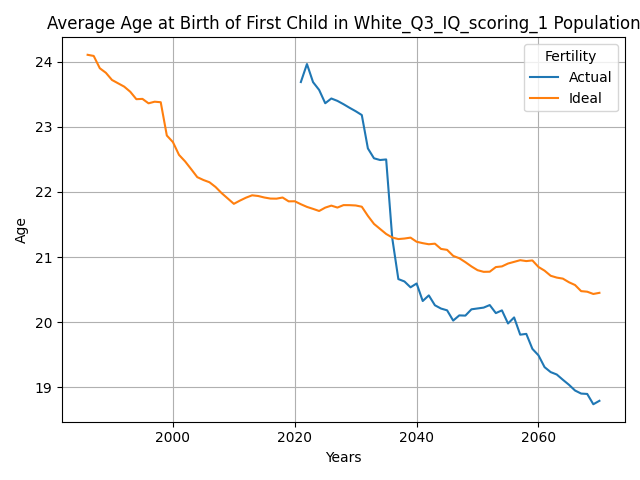 Average Age at Birth of First Child in White_Q3_IQ_scoring_1 Population
Fertility
Actual
Ideal
24
23
22
21
20
19
Age
2000
2020
2040
2060
Years